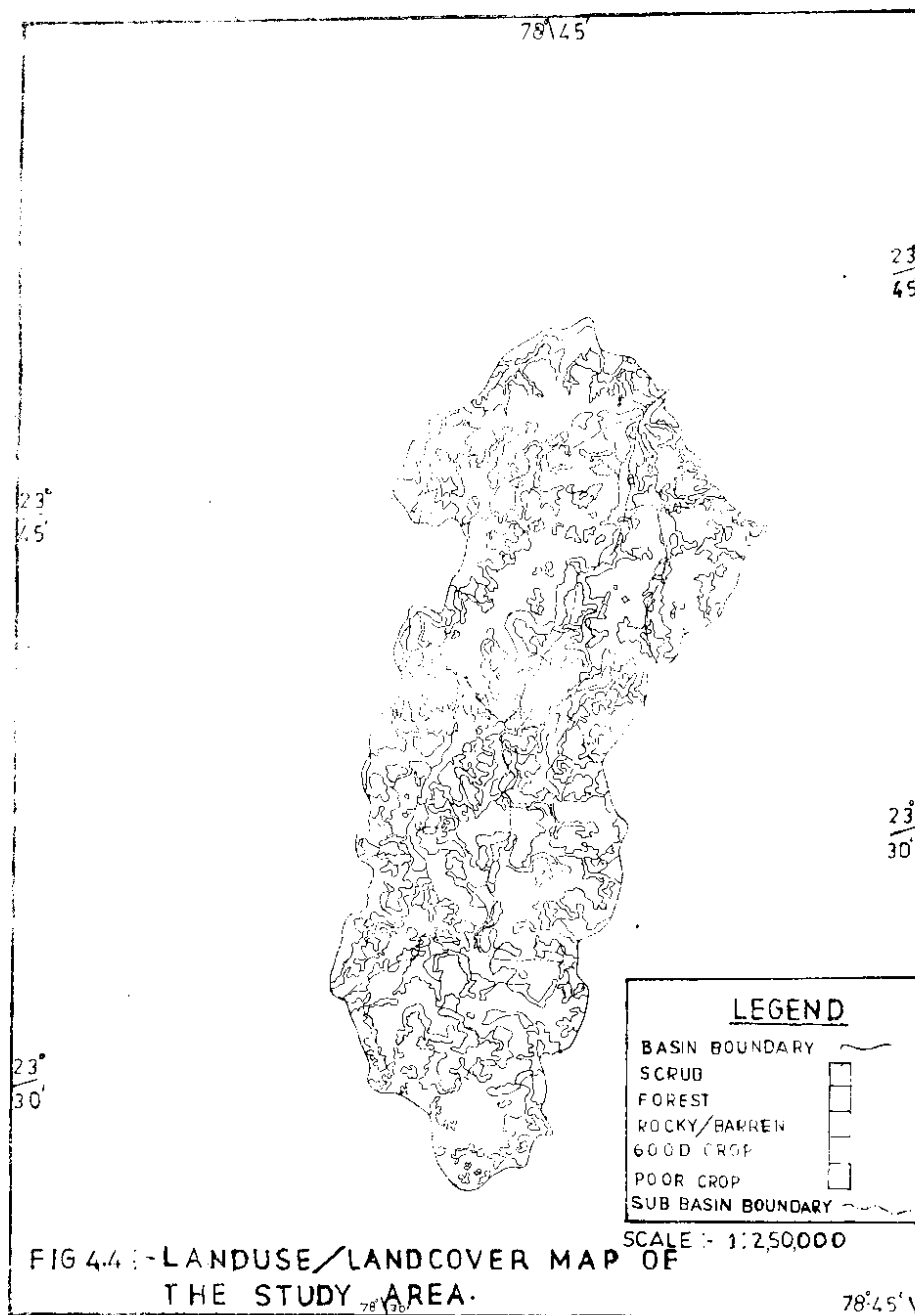 78°45'
23°
45'
23°
45'
23°
30'
23°
30'
LEGEND
BASIN BOUNDARY
SCRUB
FOREST
ROCKY/BARREN
GOOD CROP
POOR CROP
SUB BASIN BOUNDARY
SCALE :- 1:2,50,000
FIG 4.4 :- LANDUSE/LANDCOVER MAP OF
THE STUDY AREA.
78°30'
78°45'